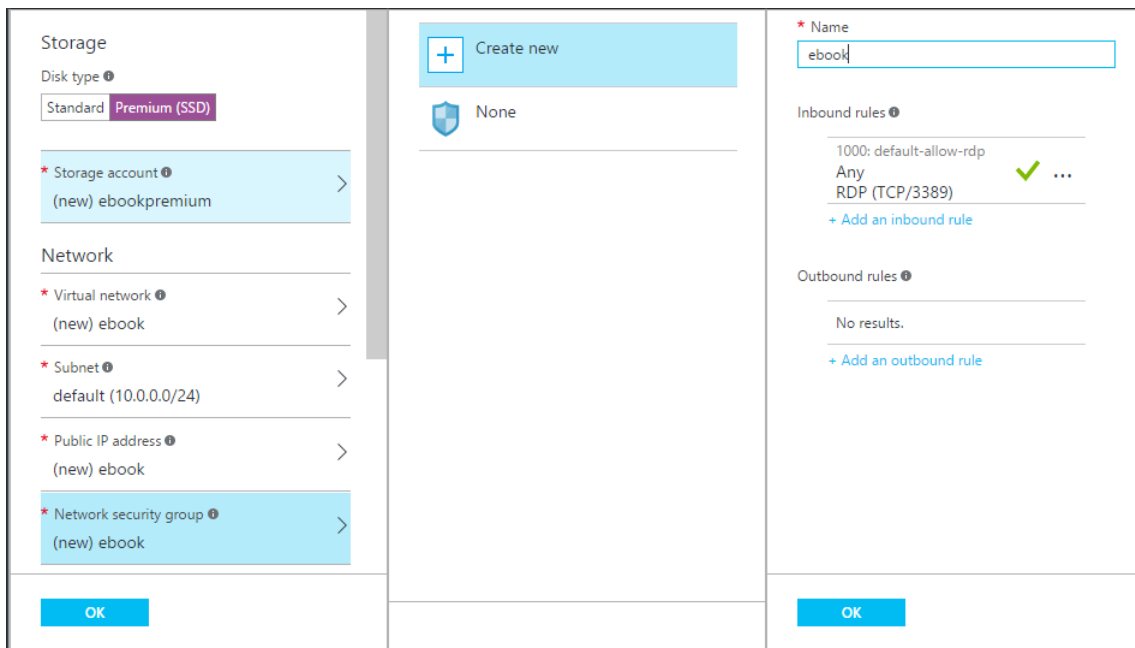 Storage
Disk type
Standard Premium (SSD)
* Storage account
(new) ebookpremium
Network
* Virtual network
(new) ebook
* Subnet
default (10.0.0.0/24)
* Public IP address
(new) ebook
* Network security group
(new) ebook
OK
Create new
None
* Name
ebook
Inbound rules
1000: default-allow-rdp
Any
RDP (TCP/3389)
+ Add an inbound rule
Outbound rules
No results.
+ Add an outbound rule
OK